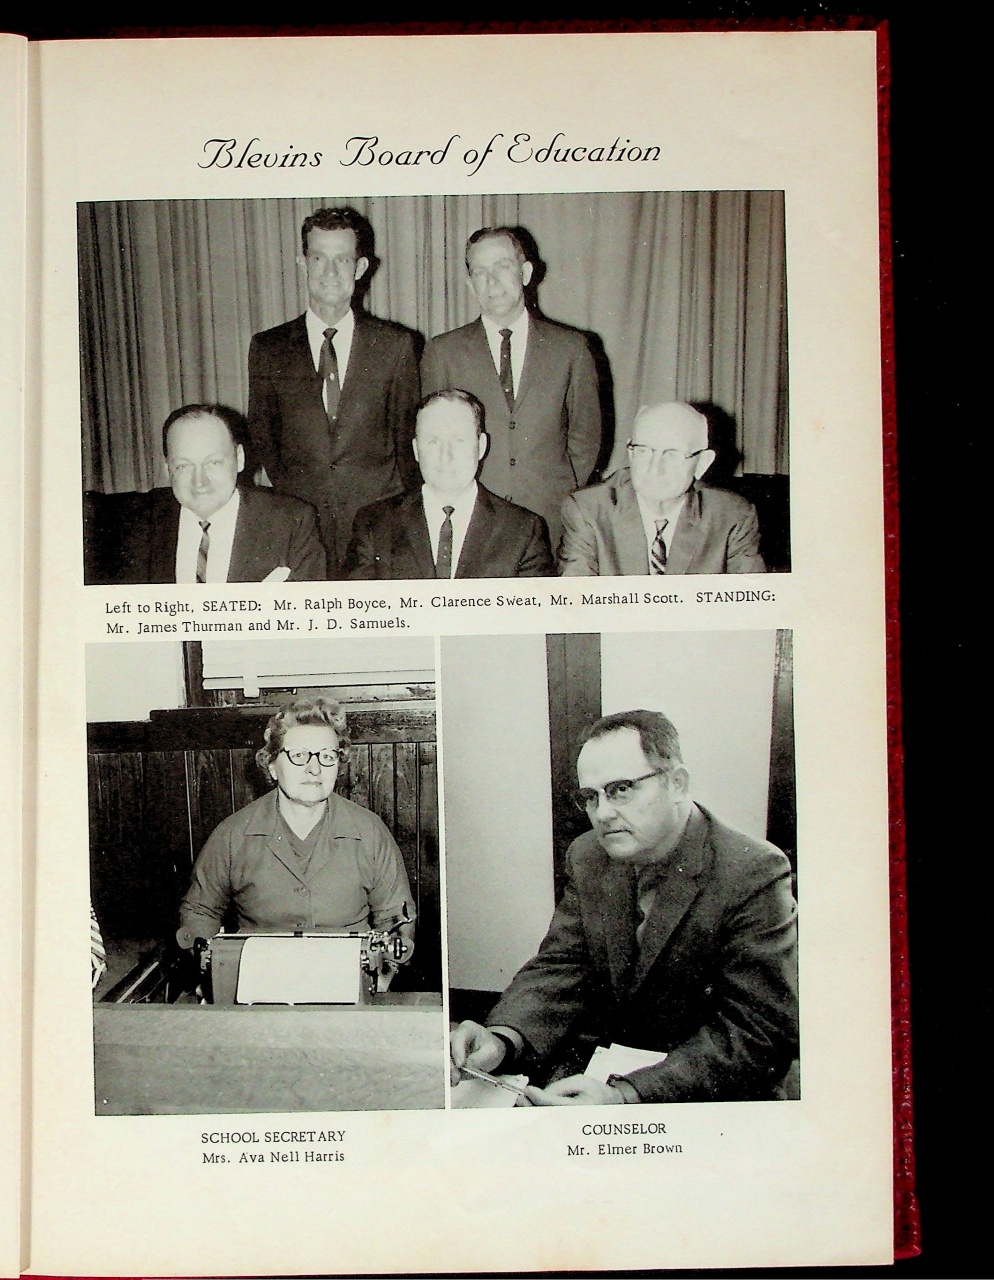 Blevins Board of Education
Left to Right, SEATED: Mr. Ralph Boyce, Mr. Clarence Sweat, Mr. Marshall Scott. STANDING:
Mr. James Thurman and Mr. J. D. Samuels.
SCHOOL SECRETARY
Mrs. Ava Nell Harris
COUNSELOR
Mr. Elmer Brown